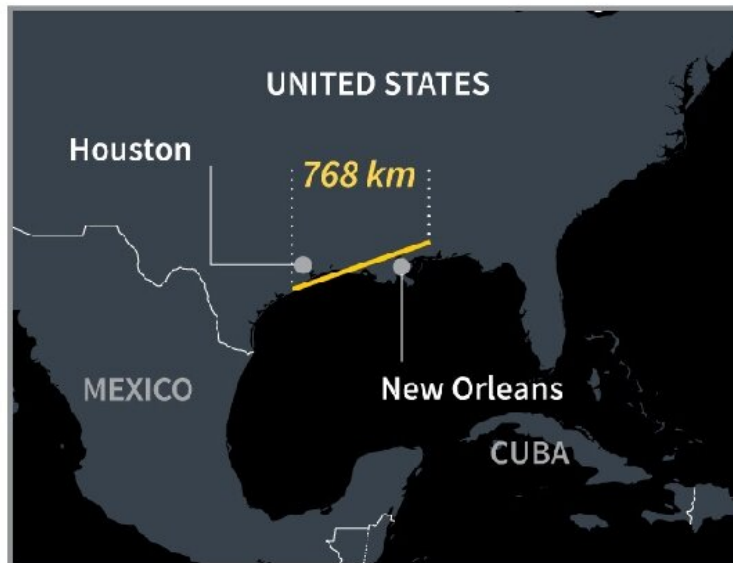 UNITED STATES
Houston
768 km
MEXICO
New Orleans
CUBA